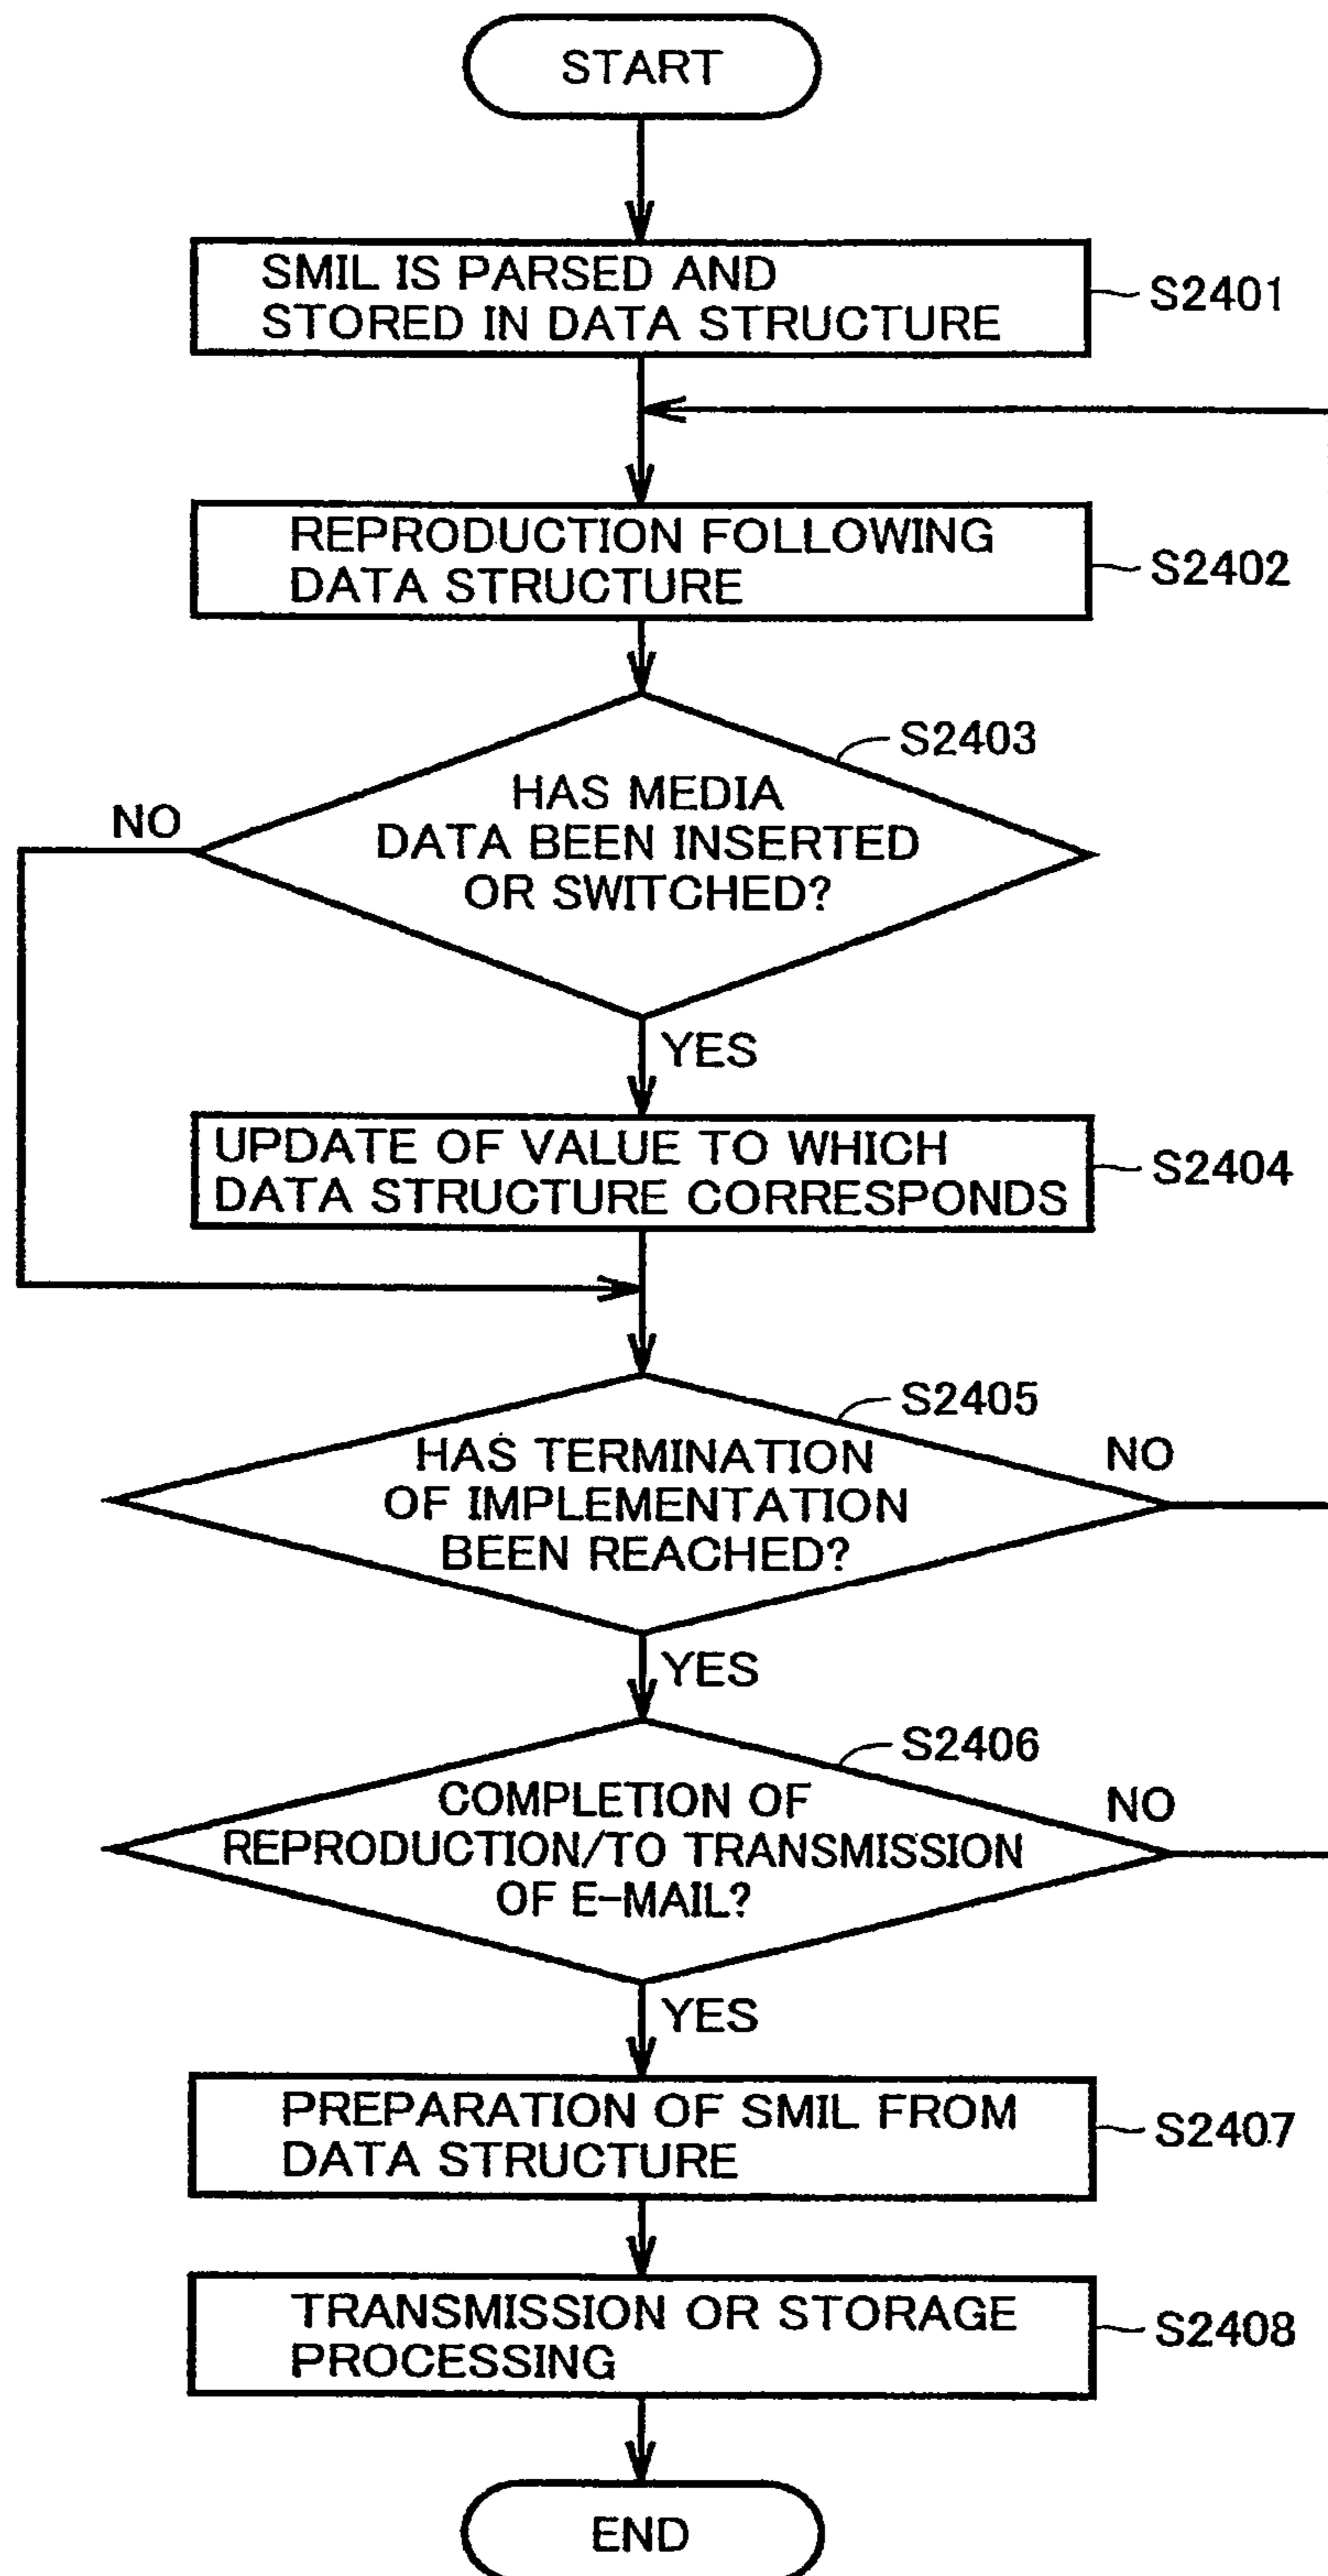 START
SMIL IS PARSED AND
STORED IN DATA STRUCTURE
S2401
REPRODUCTION FOLLOWING
DATA STRUCTURE
S2402
S2403
HAS MEDIA
DATA BEEN INSERTED
OR SWITCHED?
NO
YES
UPDATE OF VALUE TO WHICH
DATA STRUCTURE CORRESPONDS
S2404
S2405
HAS TERMINATION
OF IMPLEMENTATION
BEEN REACHED?
NO
YES
S2406
COMPLETION OF
REPRODUCTION/TO TRANSMISSION
OF E-MAIL?
NO
YES
PREPARATION OF SMIL FROM
DATA STRUCTURE
S2407
TRANSMISSION OR STORAGE
PROCESSING
S2408
END